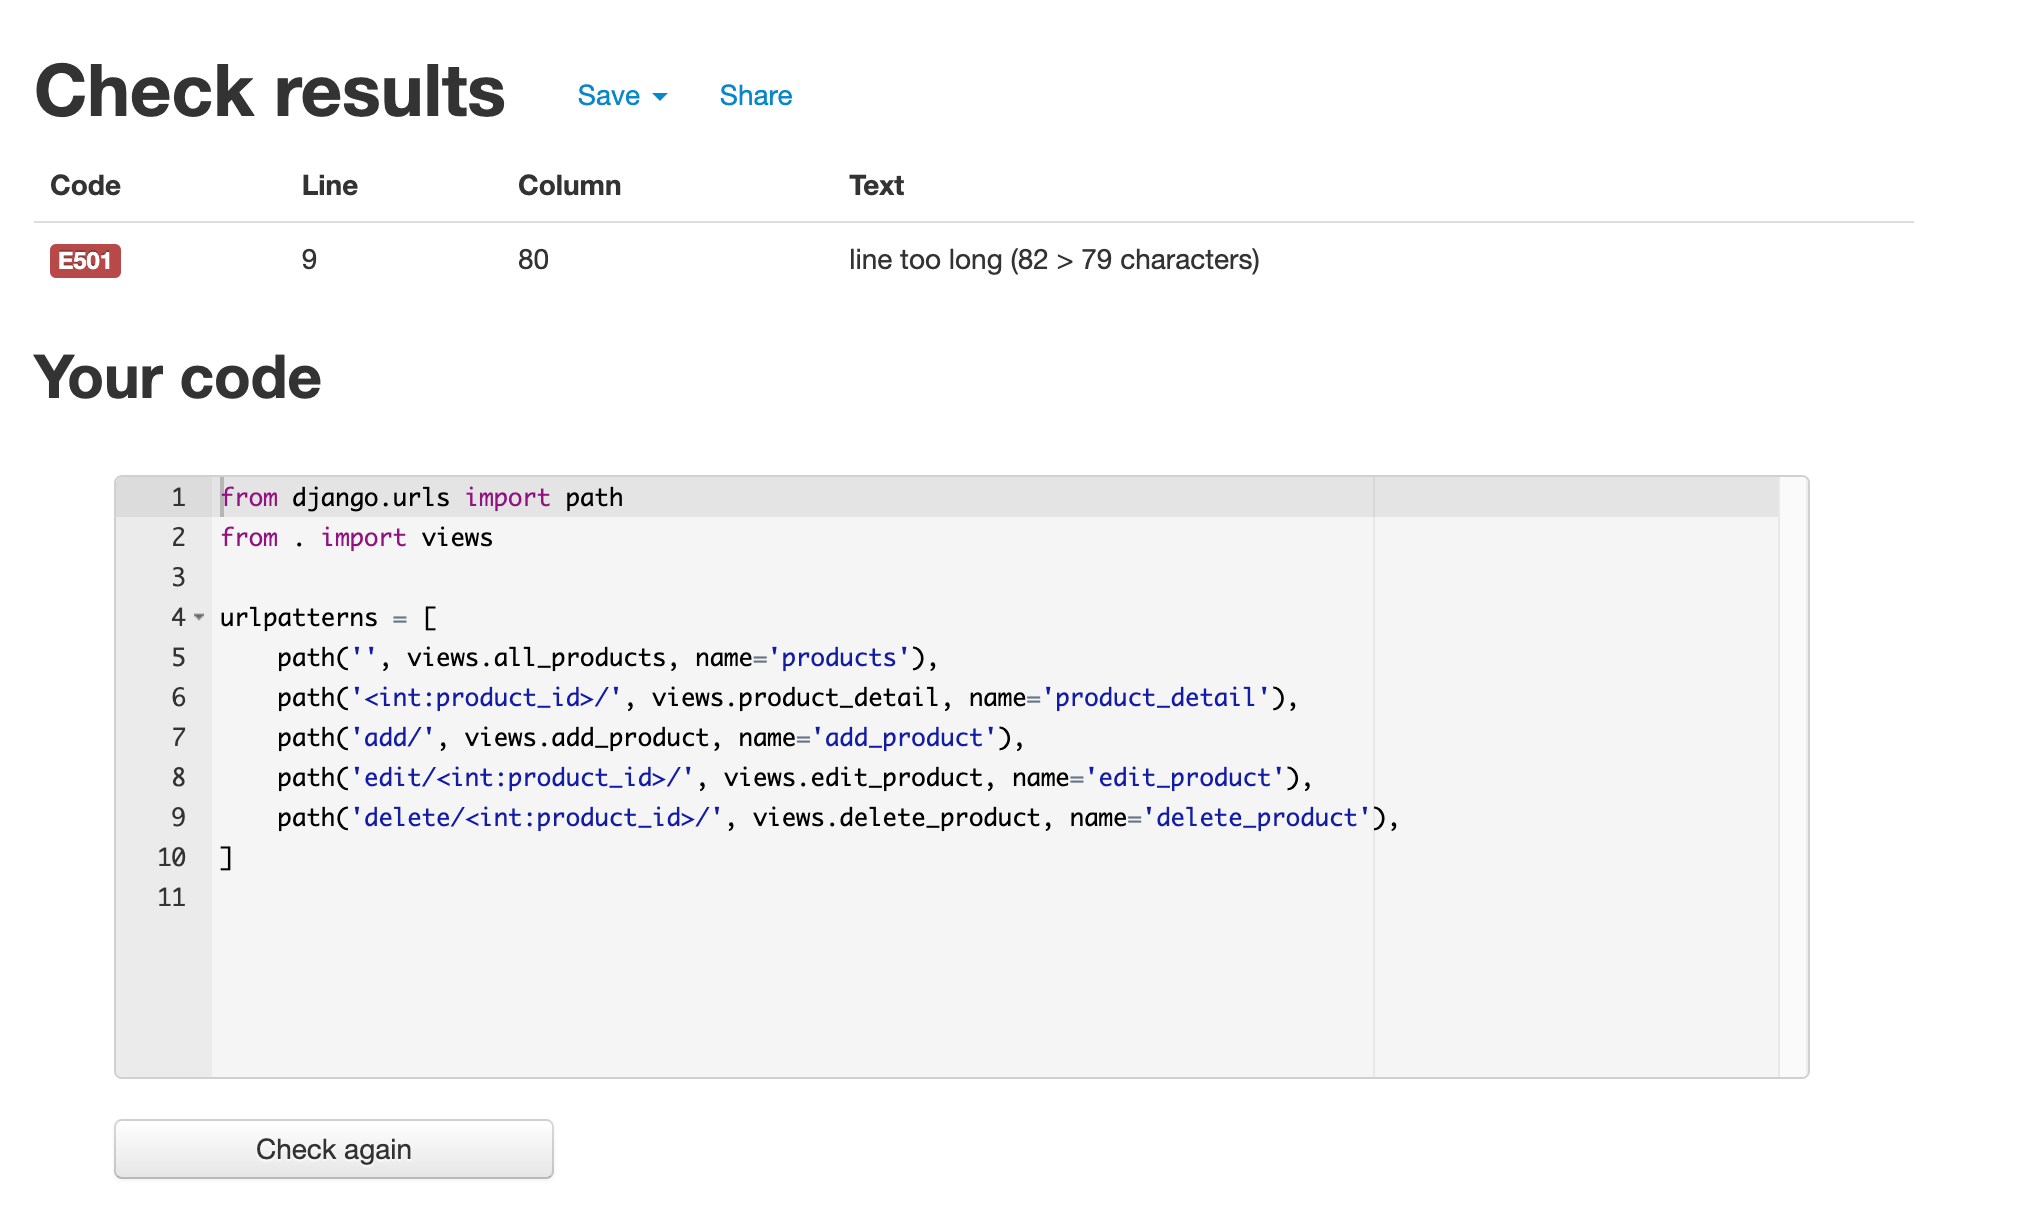 Check results Save Share
Code Line Column Text
E501 9 80 line too long (82 > 79 characters)
Your code
1 from django.urls import path
2 from . import views
3
4 urlpatterns = [
5     path('', views.all_products, name='products'),
6     path('<int:product_id>/', views.product_detail, name='product_detail'),
7     path('add/', views.add_product, name='add_product'),
8     path('edit/<int:product_id>/', views.edit_product, name='edit_product'),
9     path('delete/<int:product_id>/', views.delete_product, name='delete_product'),
10 ]
11
Check again